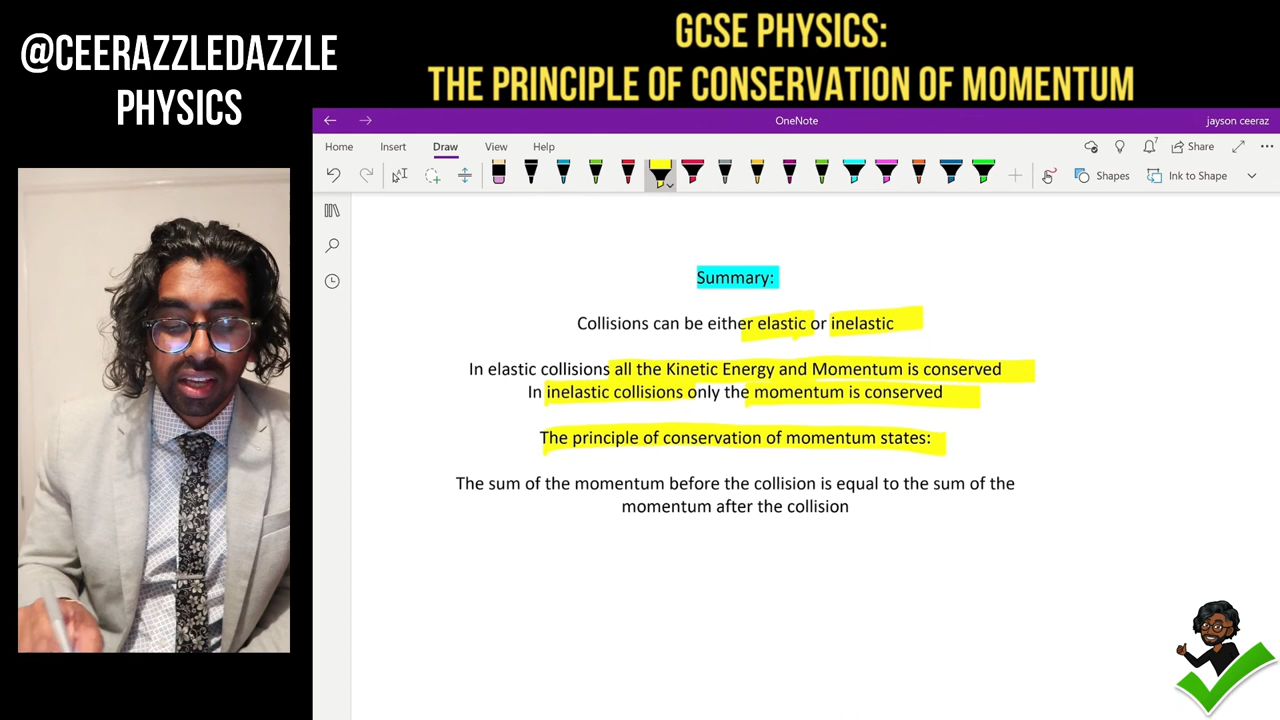 @CEERAZZLEDAZZLE
PHYSICS
GCSE PHYSICS:
THE PRINCIPLE OF CONSERVATION OF MOMENTUM
OneNote
jayson ceeraz
Home Insert Draw View Help
7
Share
Shapes
Ink to Shape
Summary:
Collisions can be either elastic or inelastic
In elastic collisions all the Kinetic Energy and Momentum is conserved
In inelastic collisions only the momentum is conserved
The principle of conservation of momentum states:
The sum of the momentum before the collision is equal to the sum of the
momentum after the collision